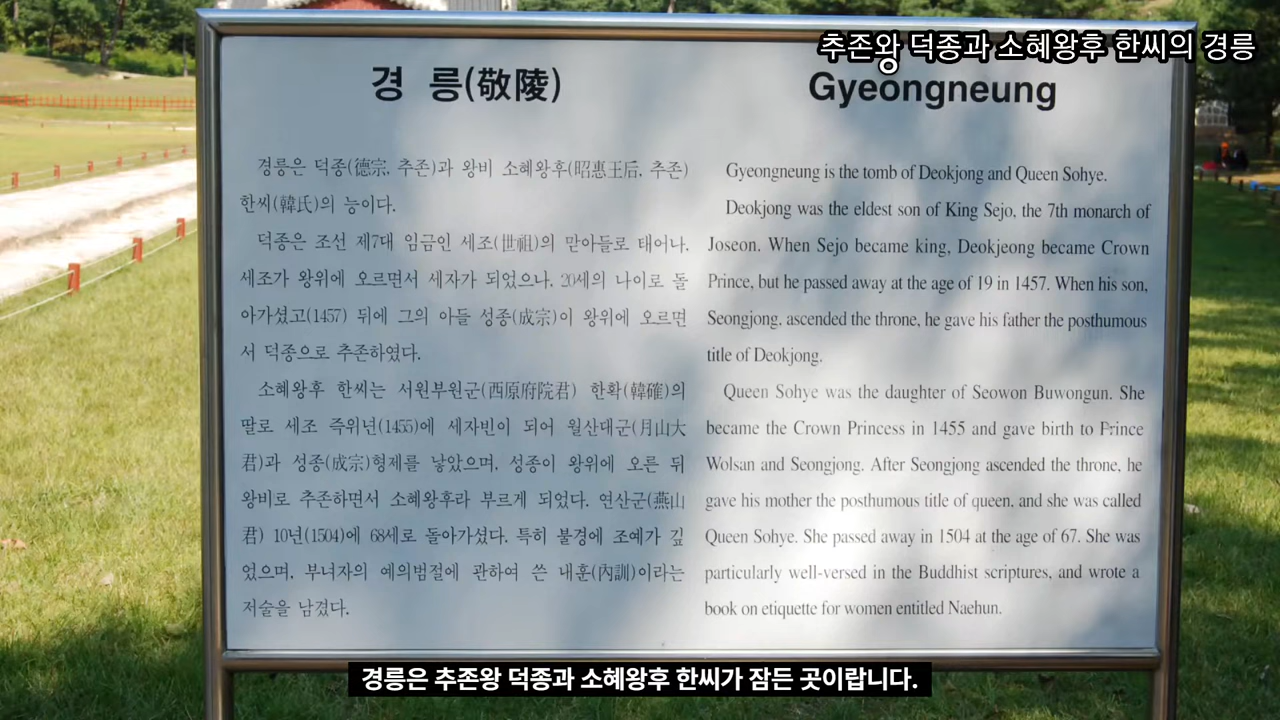 추존왕 덕종과 소혜왕후 한씨의 경릉
경 릉(敬陵)
경릉은 덕종(德宗, 추존)과 왕비 소혜왕후(昭惠王后, 추존)
한씨(韓氏)의 능이다.
덕종은 조선 제7대 임금인 세조(世祖)의 맏아들로 태어나,
세조가 왕위에 오르면서 세자가 되었으나, 20세의 나이로 돌
아가셨고(1457) 뒤에 그의 아들 성종(成宗)이 왕위에 오르면
서 덕종으로 추존하였다.
소혜왕후 한씨는 서원부원군(西原府院君) 한확(韓確)의
딸로 세조 즉위년(1455)에 세자빈이 되어 월산대군(月山大
君)과 성종(成宗)형제를 낳았으며, 성종이 왕위에 오른 뒤
왕비로 추존하면서 소혜왕후라 부르게 되었다. 연산군(燕山
君) 10년(1504)에 68세로 돌아가셨다. 특히 불경에 조예가 깊
었으며, 부녀자의 예의범절에 관하여 쓴 내훈(內訓)이라는
저술을 남겼다.
Gyeongneung
Gyeongneung is the tomb of Deokjong and Queen Sohye.
Deokjong was the eldest son of King Sejo, the 7th monarch of
Joseon. When Sejo became king, Deokjeong became Crown
Prince, but he passed away at the age of 19 in 1457. When his son,
Seongjong, ascended the throne, he gave his father the posthumous
title of Deokjong.
Queen Sohye was the daughter of Seowon Buwongun. She
became the Crown Princess in 1455 and gave birth to Prince
Wolsan and Seongjong. After Seongjong ascended the throne, he
gave his mother the posthumous title of queen, and she was called
Queen Sohye. She passed away in 1504 at the age of 67. She was
particularly well-versed in the Buddhist scriptures, and wrote a
book on etiquette for women entitled Naehun.
경릉은 추존왕 덕종과 소혜왕후 한씨가 잠든 곳이랍니다.